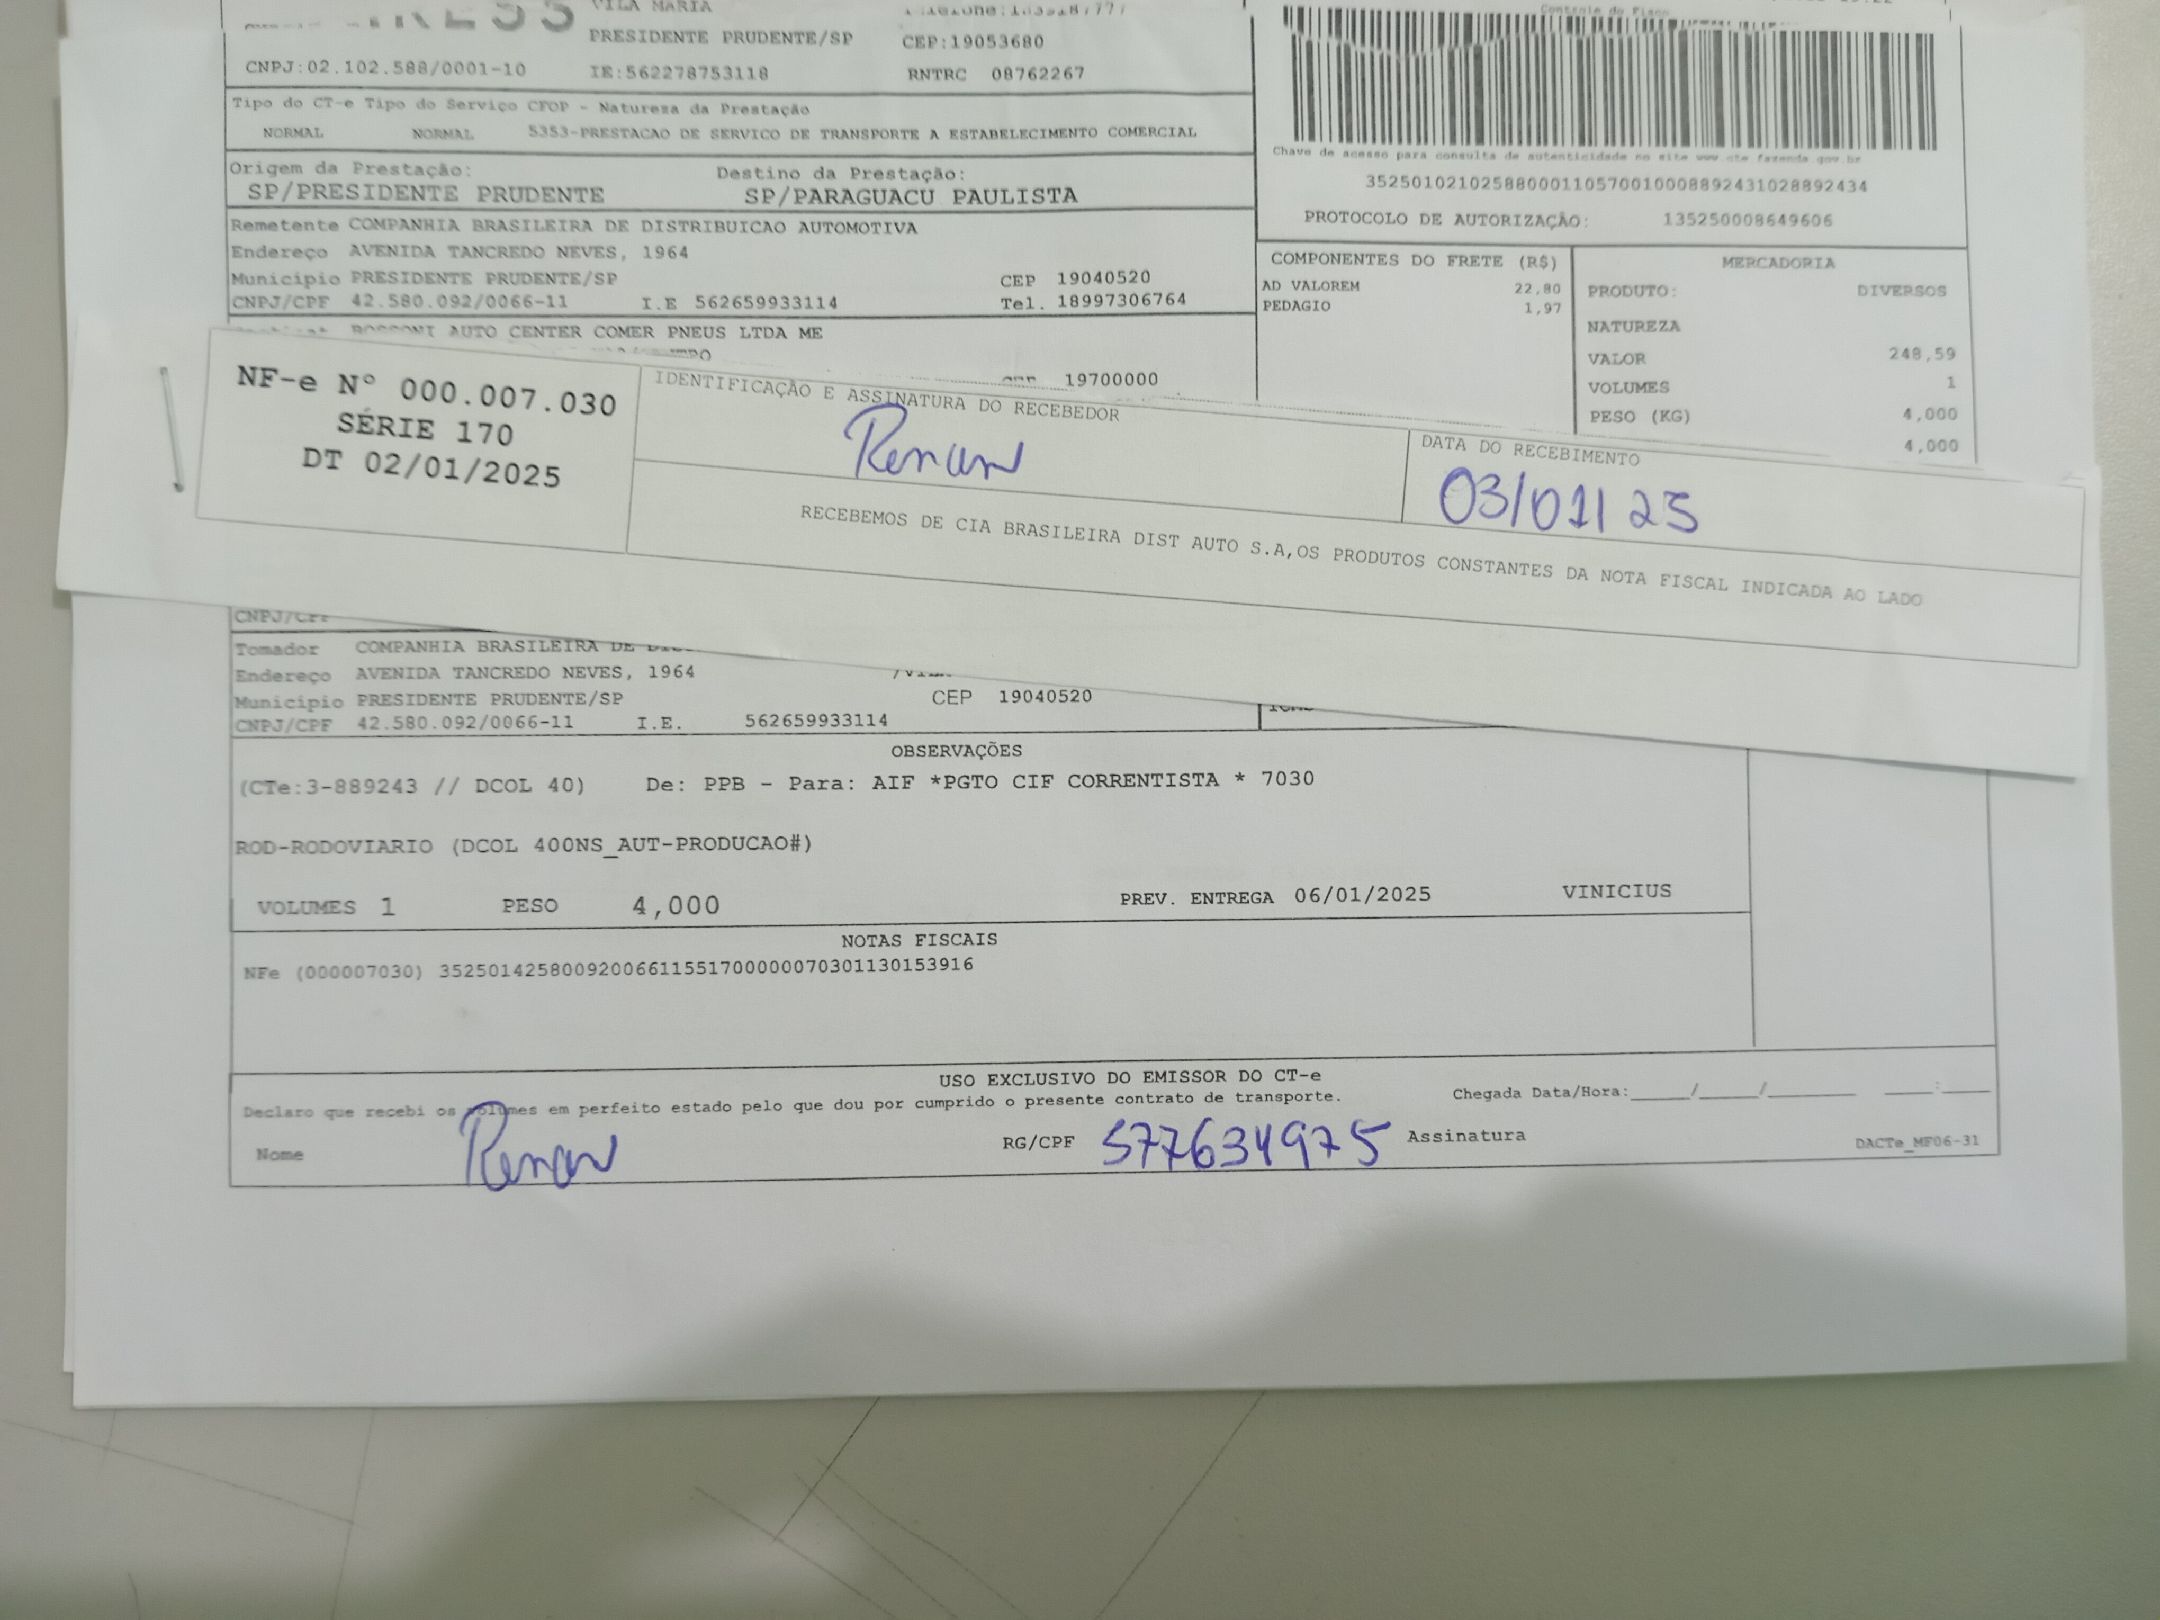 VILA MARIA
PRESIDENTE PRUDENTE/SP CEP:19053680
CNPJ:02.102.588/0001-10 IE:562278753118 RNTRC 08762267
Controle do Fisco
Tipo do CT-e Tipo do Serviço CFOP - Natureza da Prestação
NORMAL NORMAL 5353-PRESTACAO DE SERVICO DE TRANSPORTE A ESTABELECIMENTO COMERCIAL
Chave de acesso para consulta de autenticidade no site www.cte.fazenda.gov.br
35250102102588000110570010008892431028892434
PROTOCOLO DE AUTORIZAÇÃO: 135250008649606
Origem da Prestação: Destino da Prestação:
SP/PRESIDENTE PRUDENTE SP/PARAGUACU PAULISTA
Remetente COMPANHIA BRASILEIRA DE DISTRIBUICAO AUTOMOTIVA
Endereço AVENIDA TANCREDO NEVES, 1964
Município PRESIDENTE PRUDENTE/SP CEP 19040520
CNPJ/CPF 42.580.092/0066-11 I.E 562659933114 Tel. 18997306764
COMPONENTES DO FRETE (R$)
AD VALOREM 22,80
PEDAGIO 1,97
MERCADORIA
PRODUTO: DIVERSOS
NATUREZA
VALOR 248,59
VOLUMES 1
PESO (KG) 4,000
4,000
AUTO CENTER COMER PNEUS LTDA ME
19700000
NF-e Nº 000.007.030
SÉRIE 170
DT 02/01/2025
IDENTIFICAÇÃO E ASSINATURA DO RECEBEDOR
Renan
DATA DO RECEBIMENTO
03/01/25
RECEBEMOS DE CIA BRASILEIRA DIST AUTO S.A,OS PRODUTOS CONSTANTES DA NOTA FISCAL INDICADA AO LADO
CNPJ/CPF
Tomador COMPANHIA BRASILEIRA DE
Endereço AVENIDA TANCREDO NEVES, 1964
Município PRESIDENTE PRUDENTE/SP CEP 19040520
CNPJ/CPF 42.580.092/0066-11 I.E. 562659933114
OBSERVAÇÕES
(CTe:3-889243 // DCOL 40) De: PPB - Para: AIF *PGTO CIF CORRENTISTA * 7030
ROD-RODOVIARIO (DCOL 400NS_AUT-PRODUCAO#)
VOLUMES 1 PESO 4,000 PREV. ENTREGA 06/01/2025 VINICIUS
NOTAS FISCAIS
NFe (000007030) 35250142580092006611551700000070301130153916
USO EXCLUSIVO DO EMISSOR DO CT-e
Declaro que recebi os volumes em perfeito estado pelo que dou por cumprido o presente contrato de transporte. Chegada Data/Hora:____/____/______ ___:___
Nome Renan RG/CPF 577634975 Assinatura DACTe_MF06-31